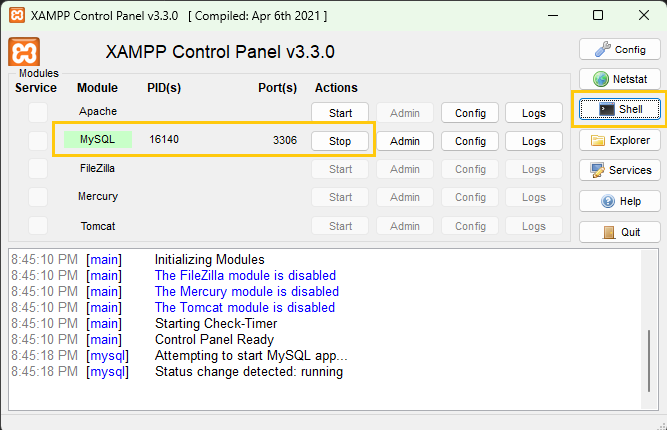 XAMPP Control Panel v3.3.0 [ Compiled: Apr 6th 2021 ]
XAMPP Control Panel v3.3.0
Config
Modules
Service Module PID(s) Port(s) Actions
Netstat
Apache Start Admin Config Logs
Shell
MySQL 16140 3306 Stop Admin Config Logs
Explorer
FileZilla Start Admin Config Logs
Services
Mercury Start Admin Config Logs
Help
Tomcat Start Admin Config Logs
Quit
8:45:10 PM [main] Initializing Modules
8:45:10 PM [main] The FileZilla module is disabled
8:45:10 PM [main] The Mercury module is disabled
8:45:10 PM [main] The Tomcat module is disabled
8:45:10 PM [main] Starting Check-Timer
8:45:10 PM [main] Control Panel Ready
8:45:18 PM [mysql] Attempting to start MySQL app...
8:45:18 PM [mysql] Status change detected: running